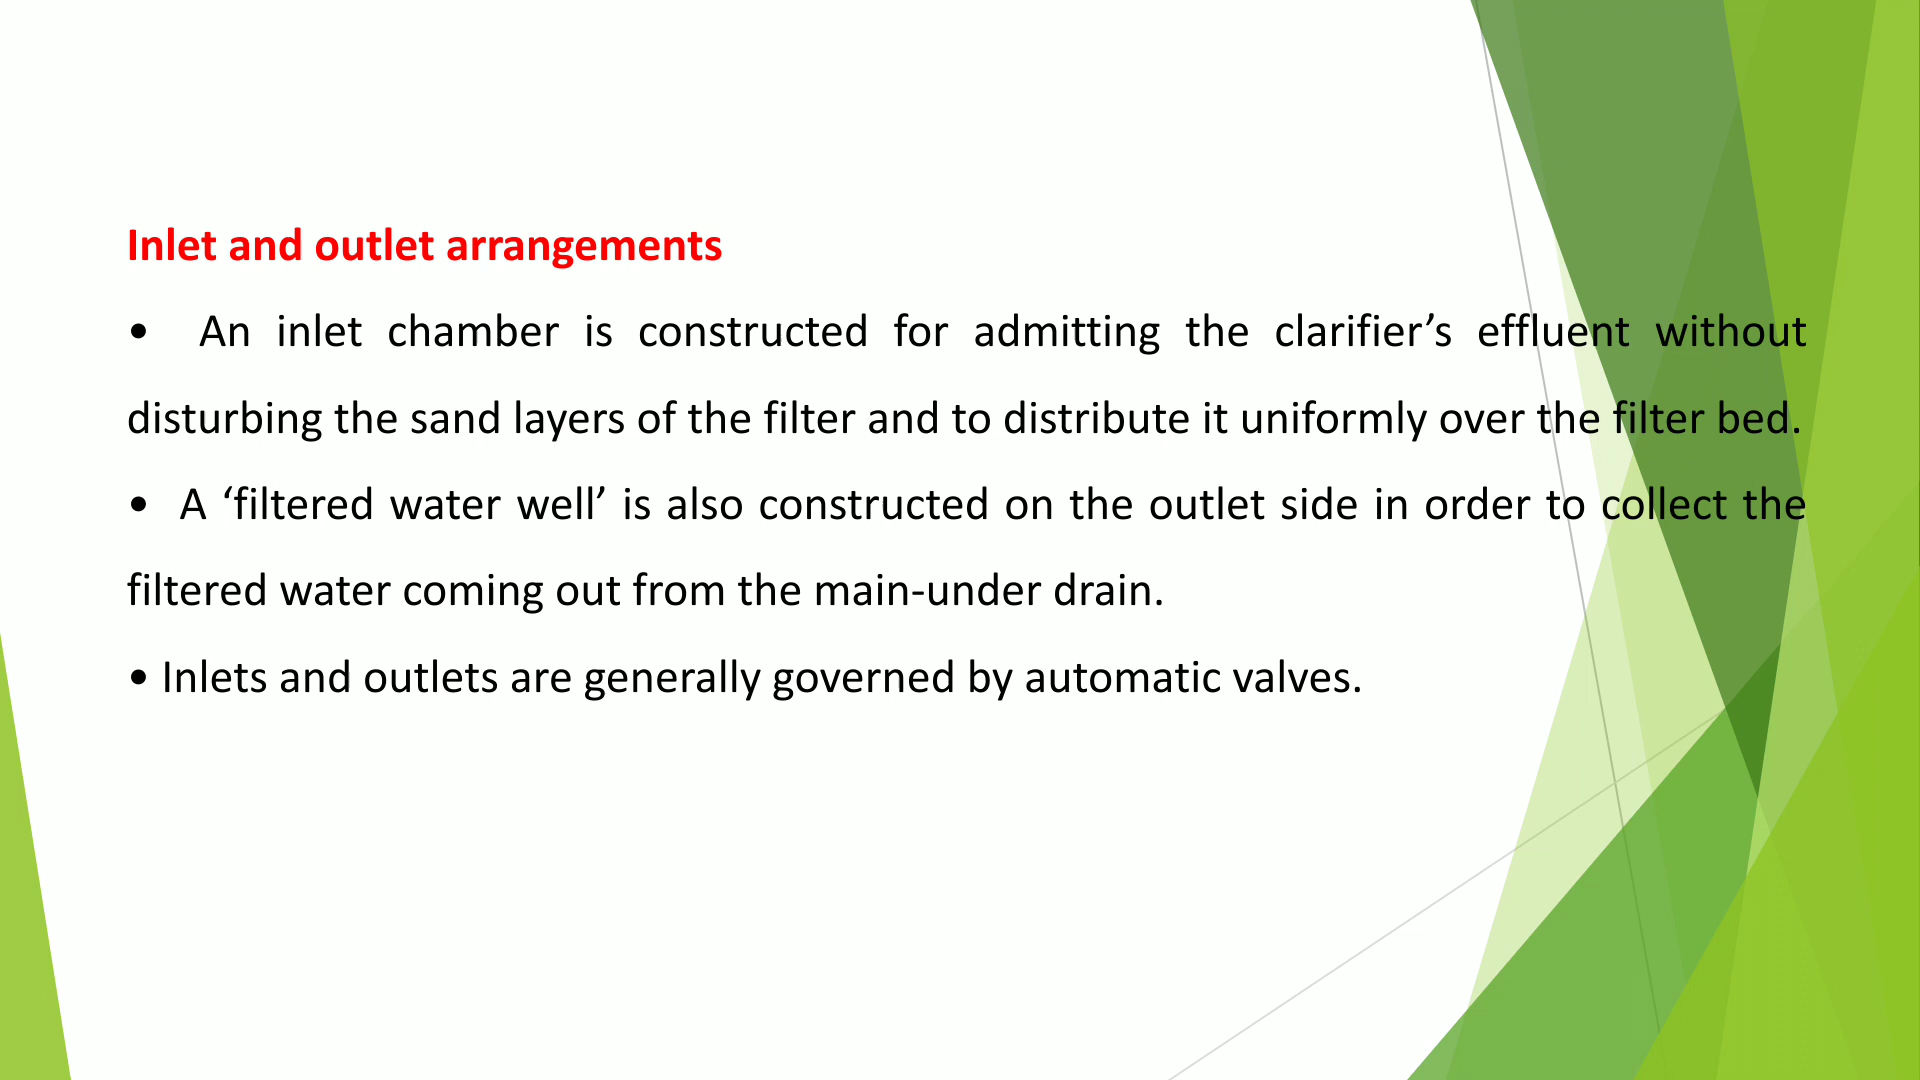 Inlet and outlet arrangements
• An inlet chamber is constructed for admitting the clarifier’s effluent without
disturbing the sand layers of the filter and to distribute it uniformly over the filter bed.
• A ‘filtered water well’ is also constructed on the outlet side in order to collect the
filtered water coming out from the main-under drain.
• Inlets and outlets are generally governed by automatic valves.